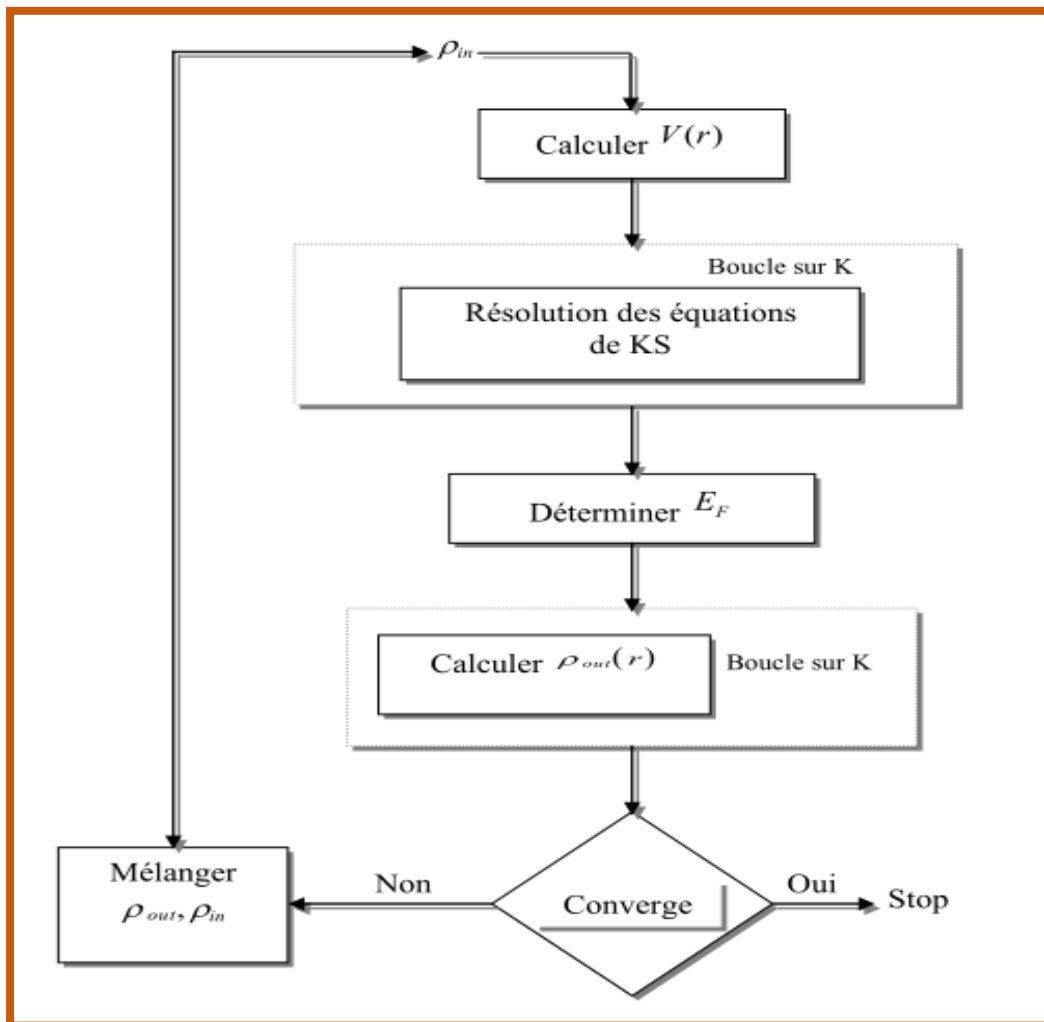 ρin
Calculer V(r)
Boucle sur K
Résolution des équations
de KS
Déterminer EF
Calculer ρout(r)
Boucle sur K
Mélanger
ρout, ρin
Non
Converge
Oui
Stop